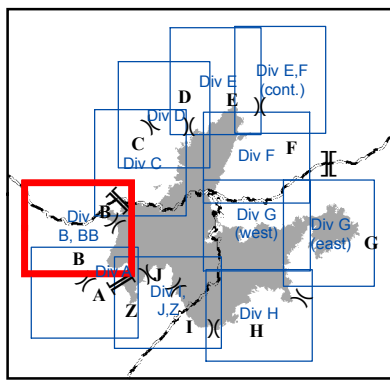 Div E
Div E,F
(cont.)
D
E
Div D
C
Div C
Div F
F
Div
B
B, BB
Div G
(west)
Div G
(east)
G
B
Div A
J
A
Div I,
J,Z
Z
I
Div H
H